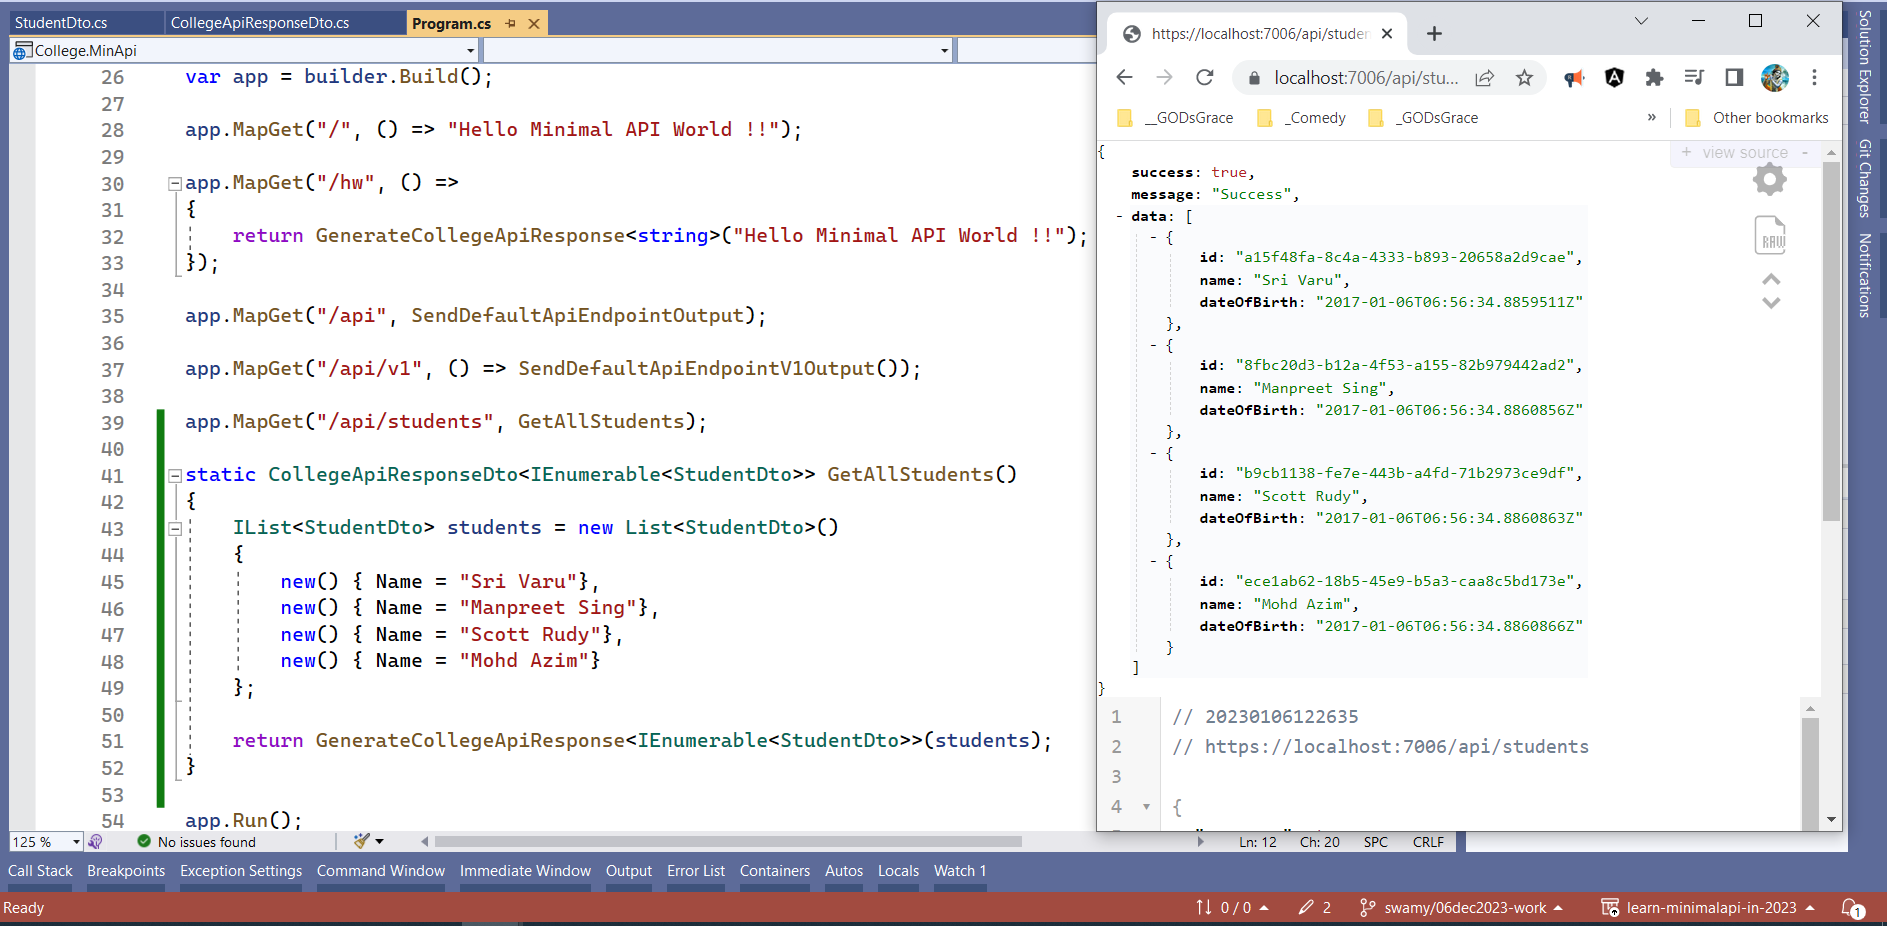 StudentDto.cs CollegeApiResponseDto.cs Program.cs
College.MinApi
26 var app = builder.Build();
27
28 app.MapGet("/", () => "Hello Minimal API World !!");
29
30 app.MapGet("/hw", () =>
31 {
32 return GenerateCollegeApiResponse<string>("Hello Minimal API World !!");
33 });
34
35 app.MapGet("/api", SendDefaultApiEndpointOutput);
36
37 app.MapGet("/api/v1", () => SendDefaultApiEndpointV1Output());
38
39 app.MapGet("/api/students", GetAllStudents);
40
41 static CollegeApiResponseDto<IEnumerable<StudentDto>> GetAllStudents()
42 {
43 IList<StudentDto> students = new List<StudentDto>()
44 {
45 new() { Name = "Sri Varu"},
46 new() { Name = "Manpreet Sing"},
47 new() { Name = "Scott Rudy"},
48 new() { Name = "Mohd Azim"}
49 };
50
51 return GenerateCollegeApiResponse<IEnumerable<StudentDto>>(students);
52 }
53
54 app.Run();
125 % No issues found Ln: 12 Ch: 20 SPC CRLF
Call Stack Breakpoints Exception Settings Command Window Immediate Window Output Error List Containers Autos Locals Watch 1
Ready 0 / 0 2 swamy/06dec2023-work learn-minimalapi-in-2023 1
https://localhost:7006/api/studen
localhost:7006/api/stu...
__GODsGrace _Comedy _GODsGrace » Other bookmarks
+ view source -
{
success: true,
message: "Success",
- data: [
- {
id: "a15f48fa-8c4a-4333-b893-20658a2d9cae",
name: "Sri Varu",
dateOfBirth: "2017-01-06T06:56:34.8859511Z"
},
- {
id: "8fbc20d3-b12a-4f53-a155-82b979442ad2",
name: "Manpreet Sing",
dateOfBirth: "2017-01-06T06:56:34.8860856Z"
},
- {
id: "b9cb1138-fe7e-443b-a4fd-71b2973ce9df",
name: "Scott Rudy",
dateOfBirth: "2017-01-06T06:56:34.8860863Z"
},
- {
id: "ece1ab62-18b5-45e9-b5a3-caa8c5bd173e",
name: "Mohd Azim",
dateOfBirth: "2017-01-06T06:56:34.8860866Z"
}
]
}
RAW
1 // 20230106122635
2 // https://localhost:7006/api/students
3
4 {
Solution Explorer
Git Changes
Notifications